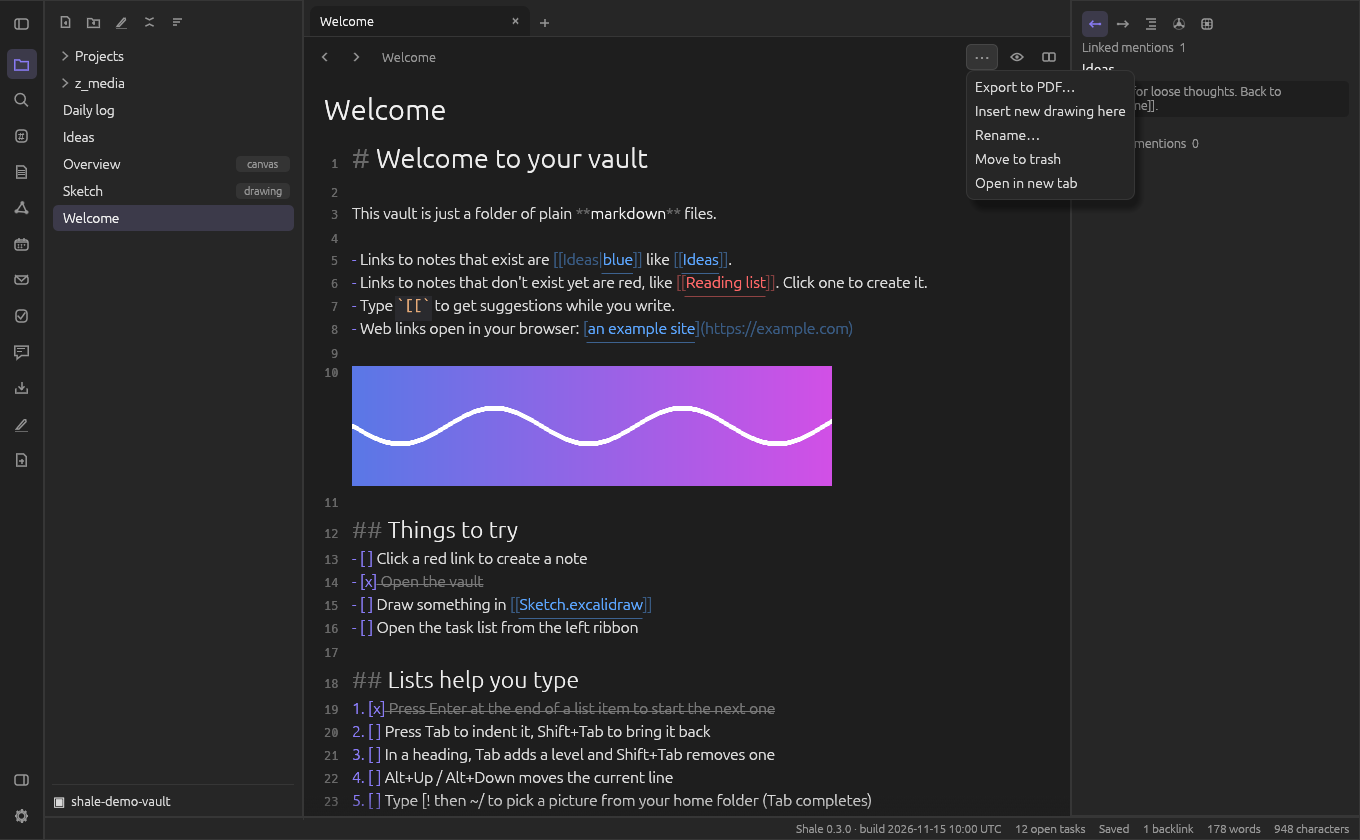 Projects
z_media
Daily log
Ideas
Overview canvas
Sketch drawing
Welcome
shale-demo-vault
Welcome × +
Welcome
Welcome
1 # Welcome to your vault
2
3 This vault is just a folder of plain **markdown** files.
4
5 - Links to notes that exist are [[Ideas|blue]] like [[Ideas]].
6 - Links to notes that don't exist yet are red, like [[Reading list]]. Click one to create it.
7 - Type `[[` to get suggestions while you write.
8 - Web links open in your browser: [an example site](https://example.com)
9
10
11
12 ## Things to try
13 - [ ] Click a red link to create a note
14 - [x] Open the vault
15 - [ ] Draw something in [[Sketch.excalidraw]]
16 - [ ] Open the task list from the left ribbon
17
18 ## Lists help you type
19 1. [x] Press Enter at the end of a list item to start the next one
20 2. [ ] Press Tab to indent it, Shift+Tab to bring it back
21 3. [ ] In a heading, Tab adds a level and Shift+Tab removes one
22 4. [ ] Alt+Up / Alt+Down moves the current line
23 5. [ ] Type [! then ~/ to pick a picture from your home folder (Tab completes)
Export to PDF…
Insert new drawing here
Rename…
Move to trash
Open in new tab
Linked mentions 1
Ideas
for loose thoughts. Back to
]].
mentions 0
Shale 0.3.0 · build 2026-11-15 10:00 UTC 12 open tasks Saved 1 backlink 178 words 948 characters